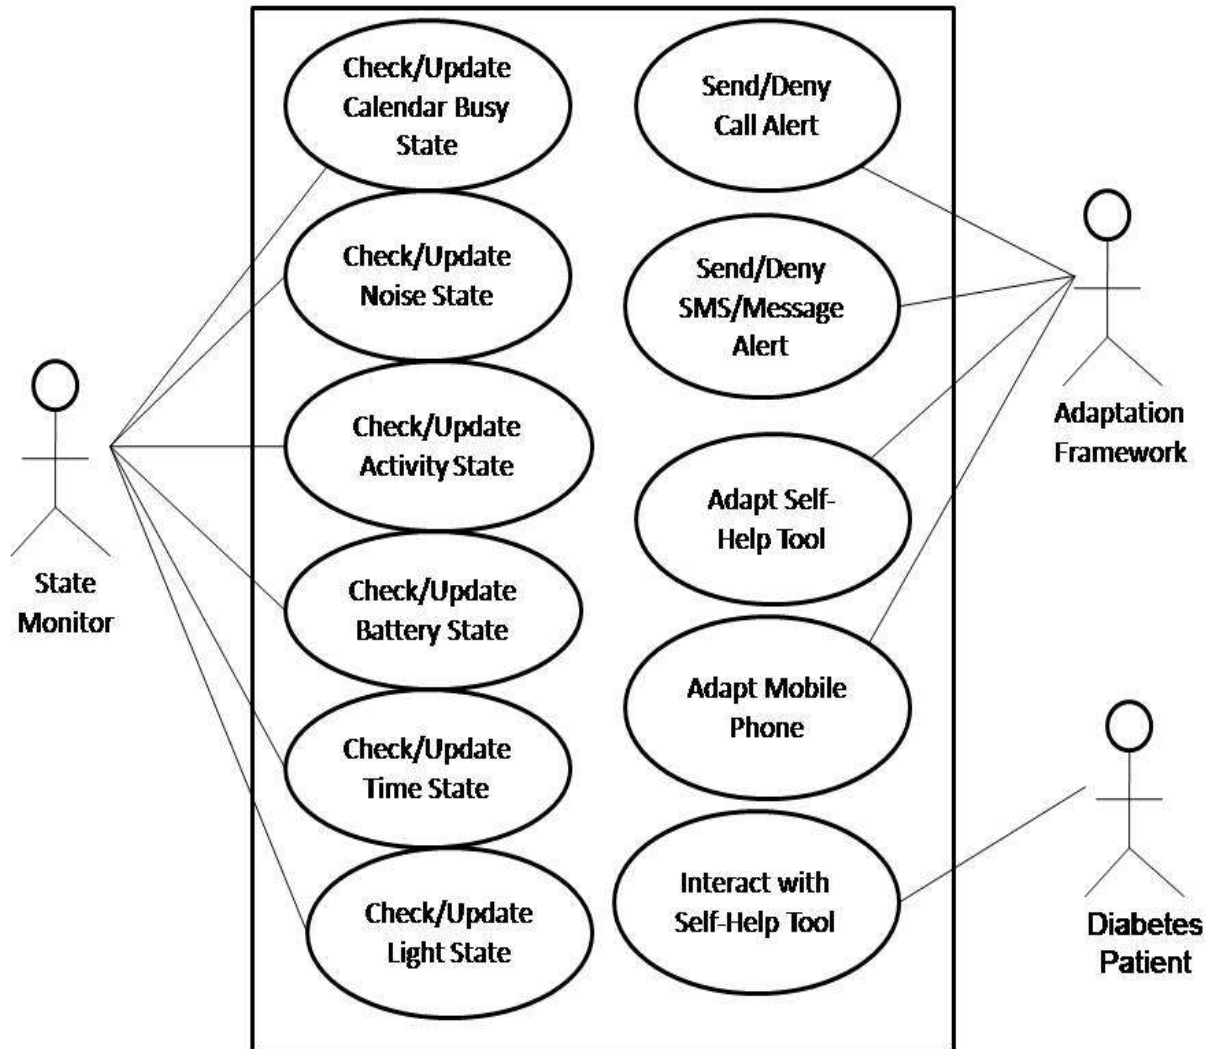 Check/Update
Calendar Busy
State
Send/Deny
Call Alert
Check/Update
Noise State
Send/Deny
SMS/Message
Alert
Adaptation
Framework
Check/Update
Activity State
Adapt Self-
Help Tool
State
Monitor
Check/Update
Battery State
Adapt Mobile
Phone
Check/Update
Time State
Interact with
Self-Help Tool
Diabetes
Patient
Check/Update
Light State